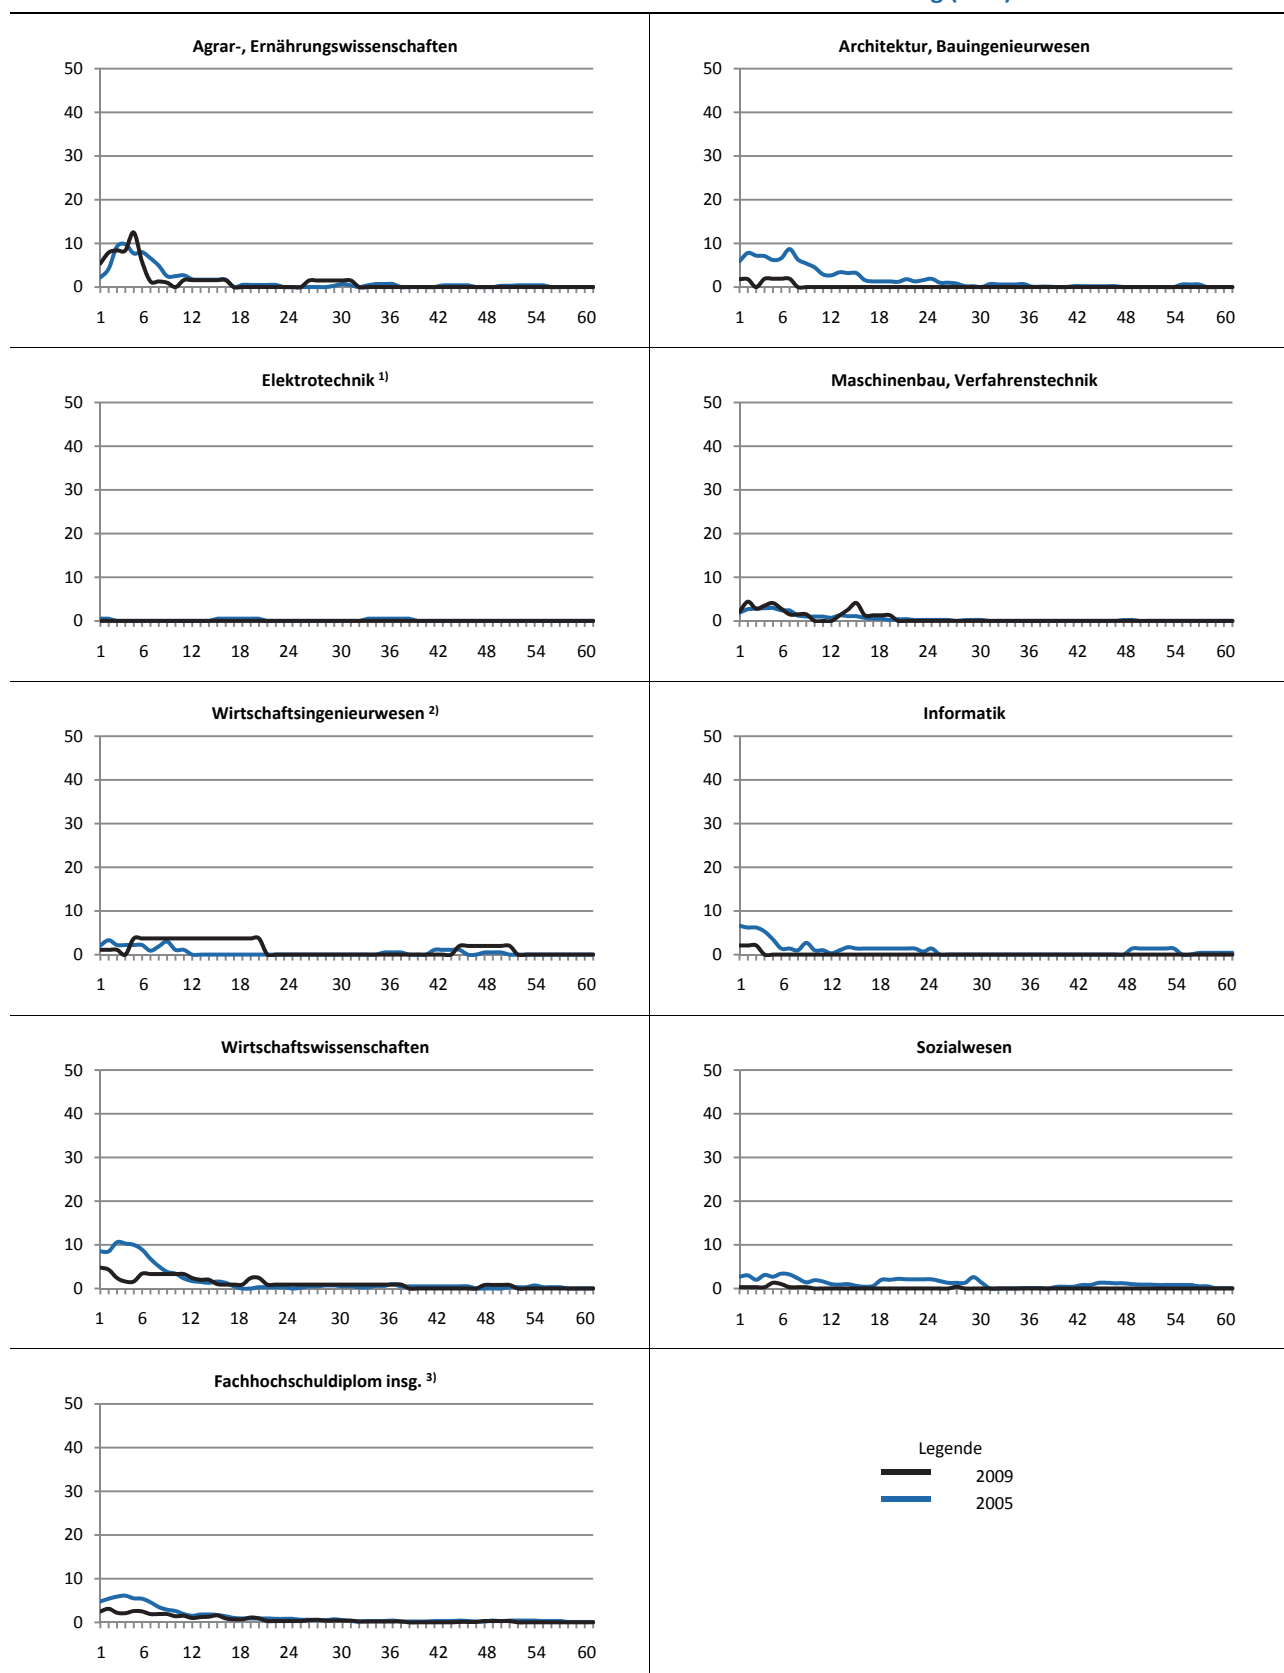 Agrar-, Ernährungswissenschaften
50
40
30
20
10
0
1 6 12 18 24 30 36 42 48 54 60
Architektur, Bauingenieurwesen
50
40
30
20
10
0
1 6 12 18 24 30 36 42 48 54 60
Elektrotechnik 1)
50
40
30
20
10
0
1 6 12 18 24 30 36 42 48 54 60
Maschinenbau, Verfahrenstechnik
50
40
30
20
10
0
1 6 12 18 24 30 36 42 48 54 60
Wirtschaftsingenieurwesen 2)
50
40
30
20
10
0
1 6 12 18 24 30 36 42 48 54 60
Informatik
50
40
30
20
10
0
1 6 12 18 24 30 36 42 48 54 60
Wirtschaftswissenschaften
50
40
30
20
10
0
1 6 12 18 24 30 36 42 48 54 60
Sozialwesen
50
40
30
20
10
0
1 6 12 18 24 30 36 42 48 54 60
Fachhochschuldiplom insg. 3)
50
40
30
20
10
0
1 6 12 18 24 30 36 42 48 54 60
Legende
2009
2005